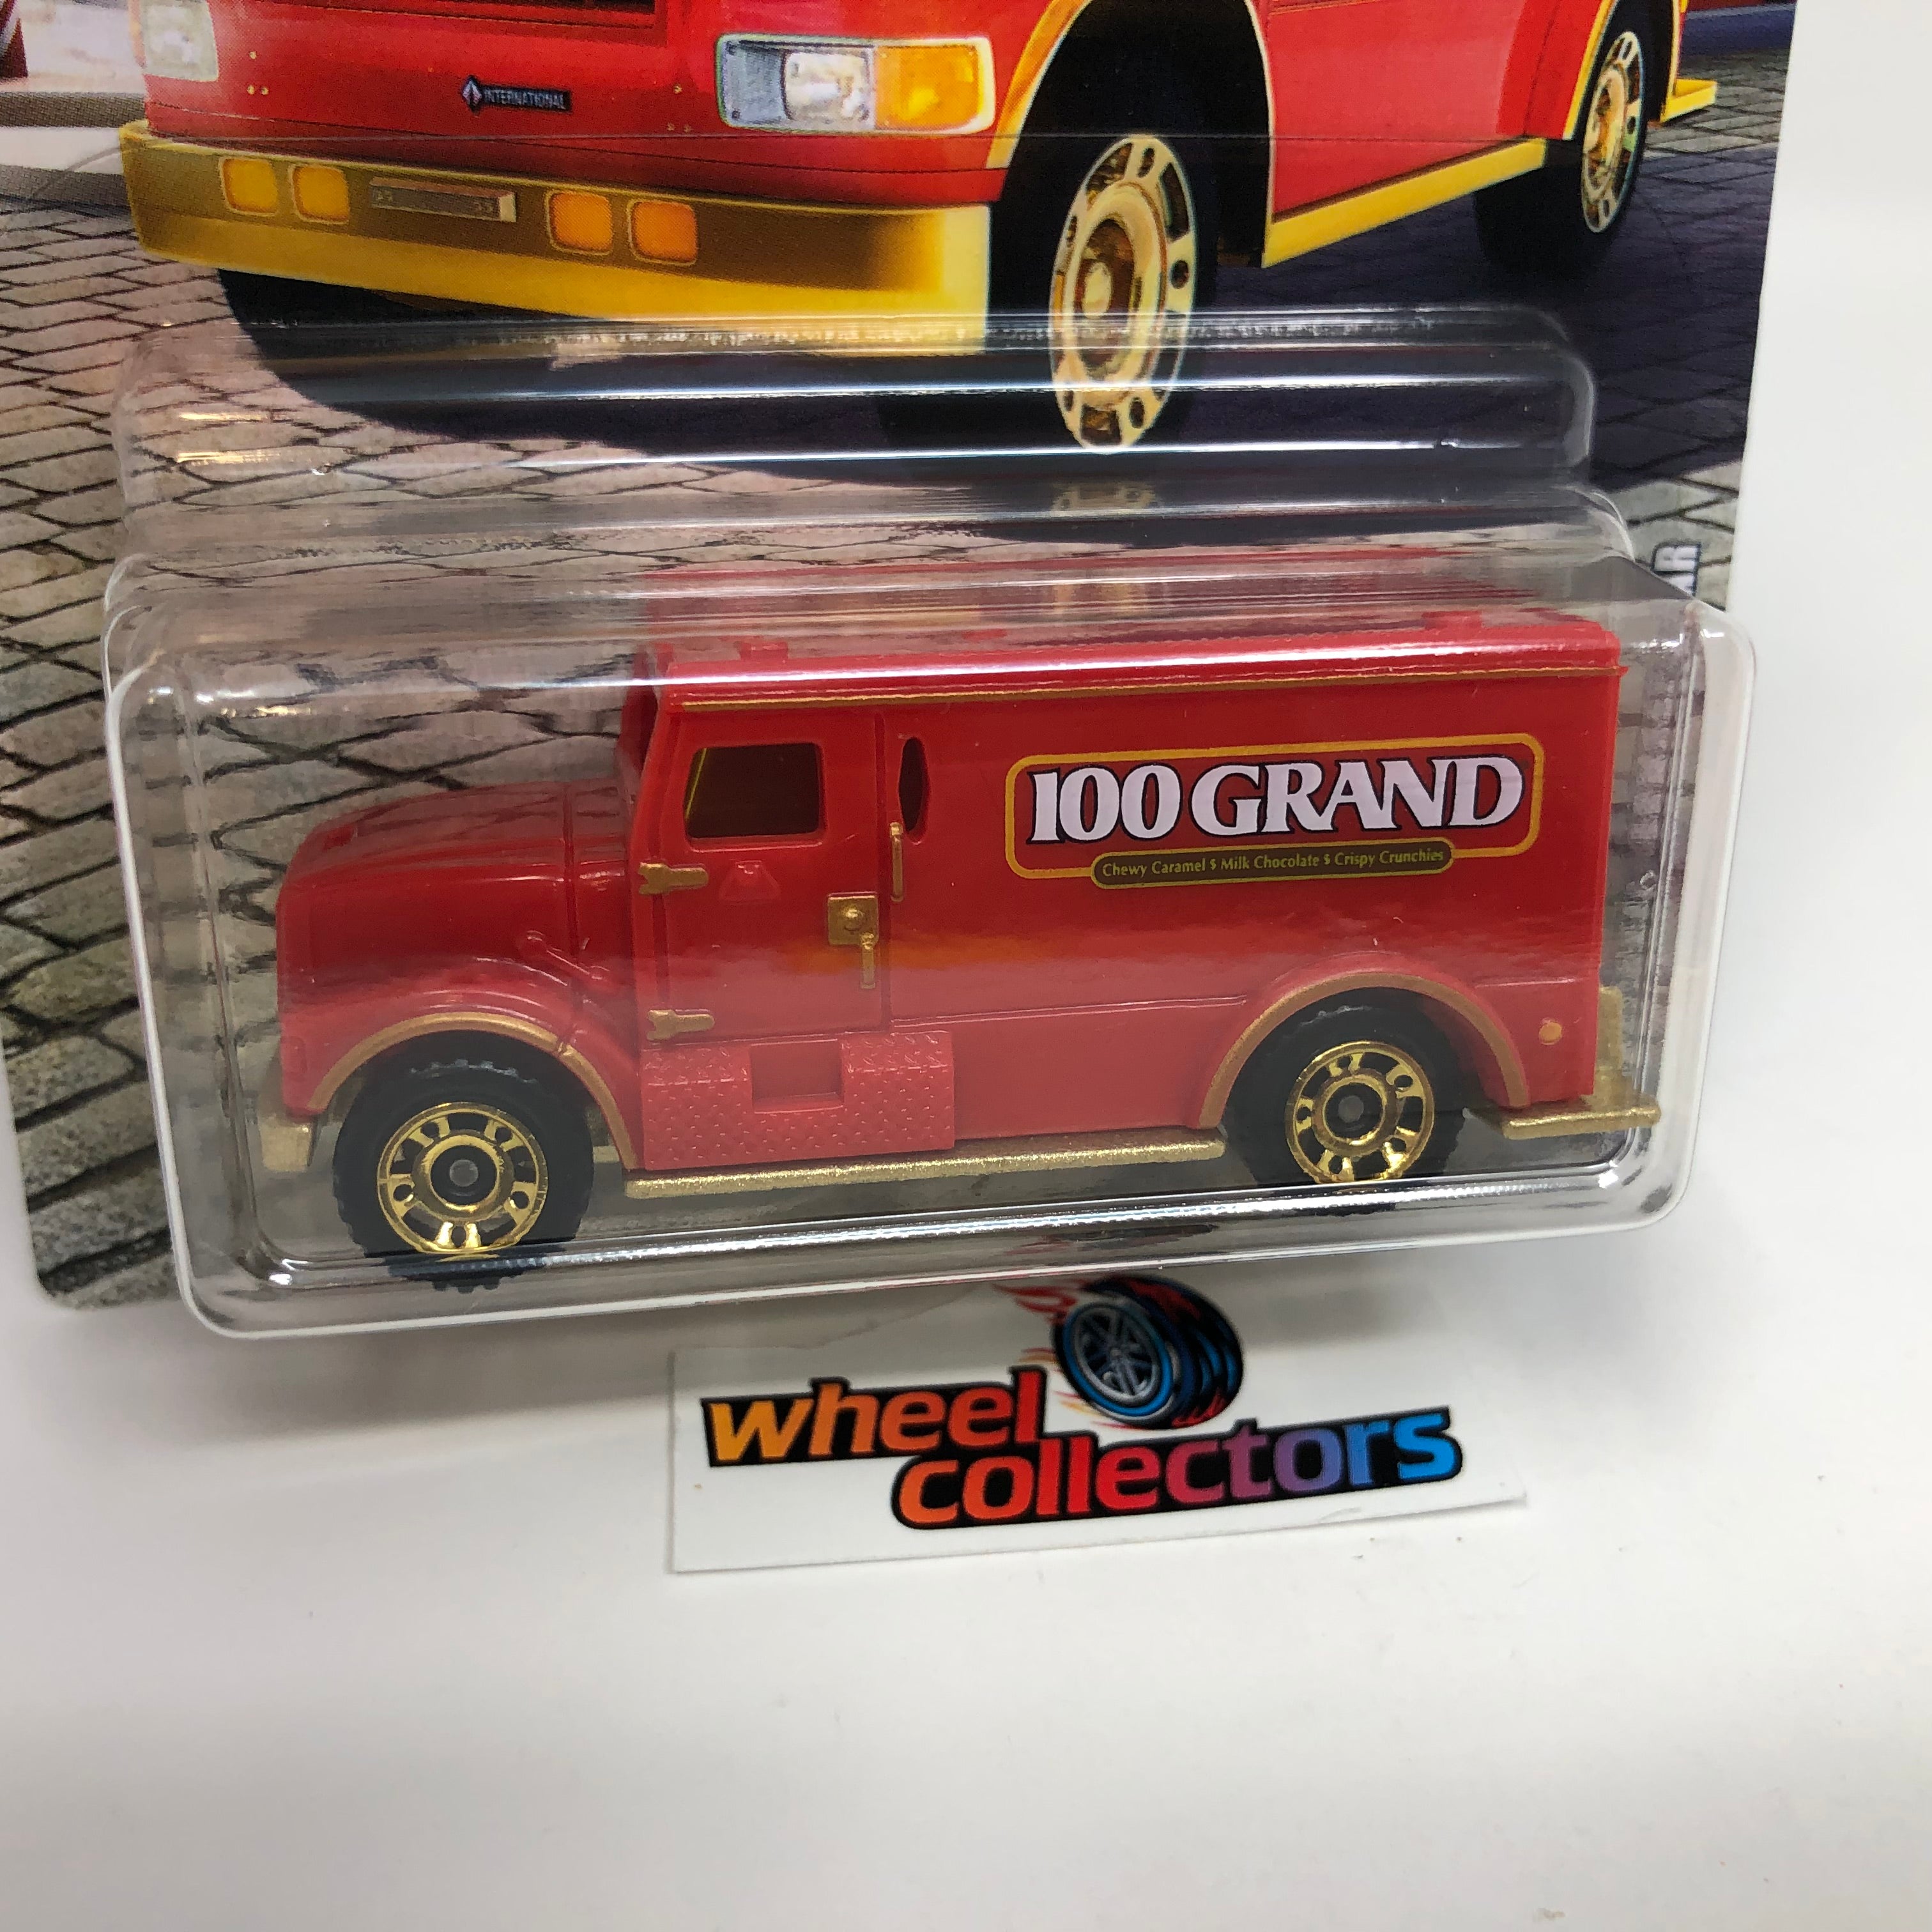 INTERNATIONAL
100 GRAND
Chewy Caramel $ Milk Chocolate $ Crispy Crunchies
wheel
collectors